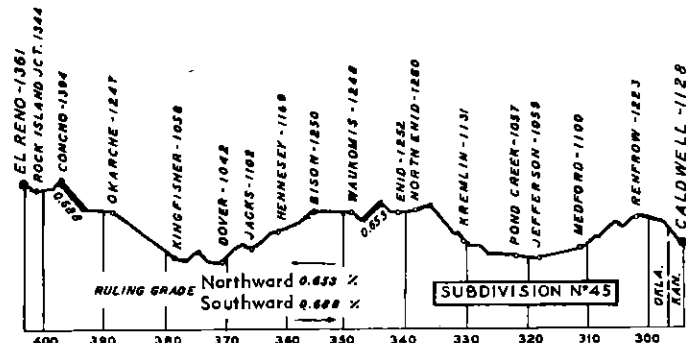 EL RENO -1361
ROCK ISLAND JCT. 1344
CONCHO -1394
OKARCHE -1247
KINGFISHER -1058
DOVER -1042
JACKS -1102
HENNESEY -1169
BISON -1250
WAUKOMIS -1248
ENID -1252
NORTH ENID -1280
KREMLIN -1131
POND CREEK -1057
JEFFERSON -1059
MEDFORD -1100
RENFROW -1223
CALDWELL -1128
0.688
0.653
RULING GRADE
Northward 0.653 %
Southward 0.688 %
SUBDIVISION Nº45
OKLA.
KAN.
400 390 380 370 360 350 340 330 320 310 300